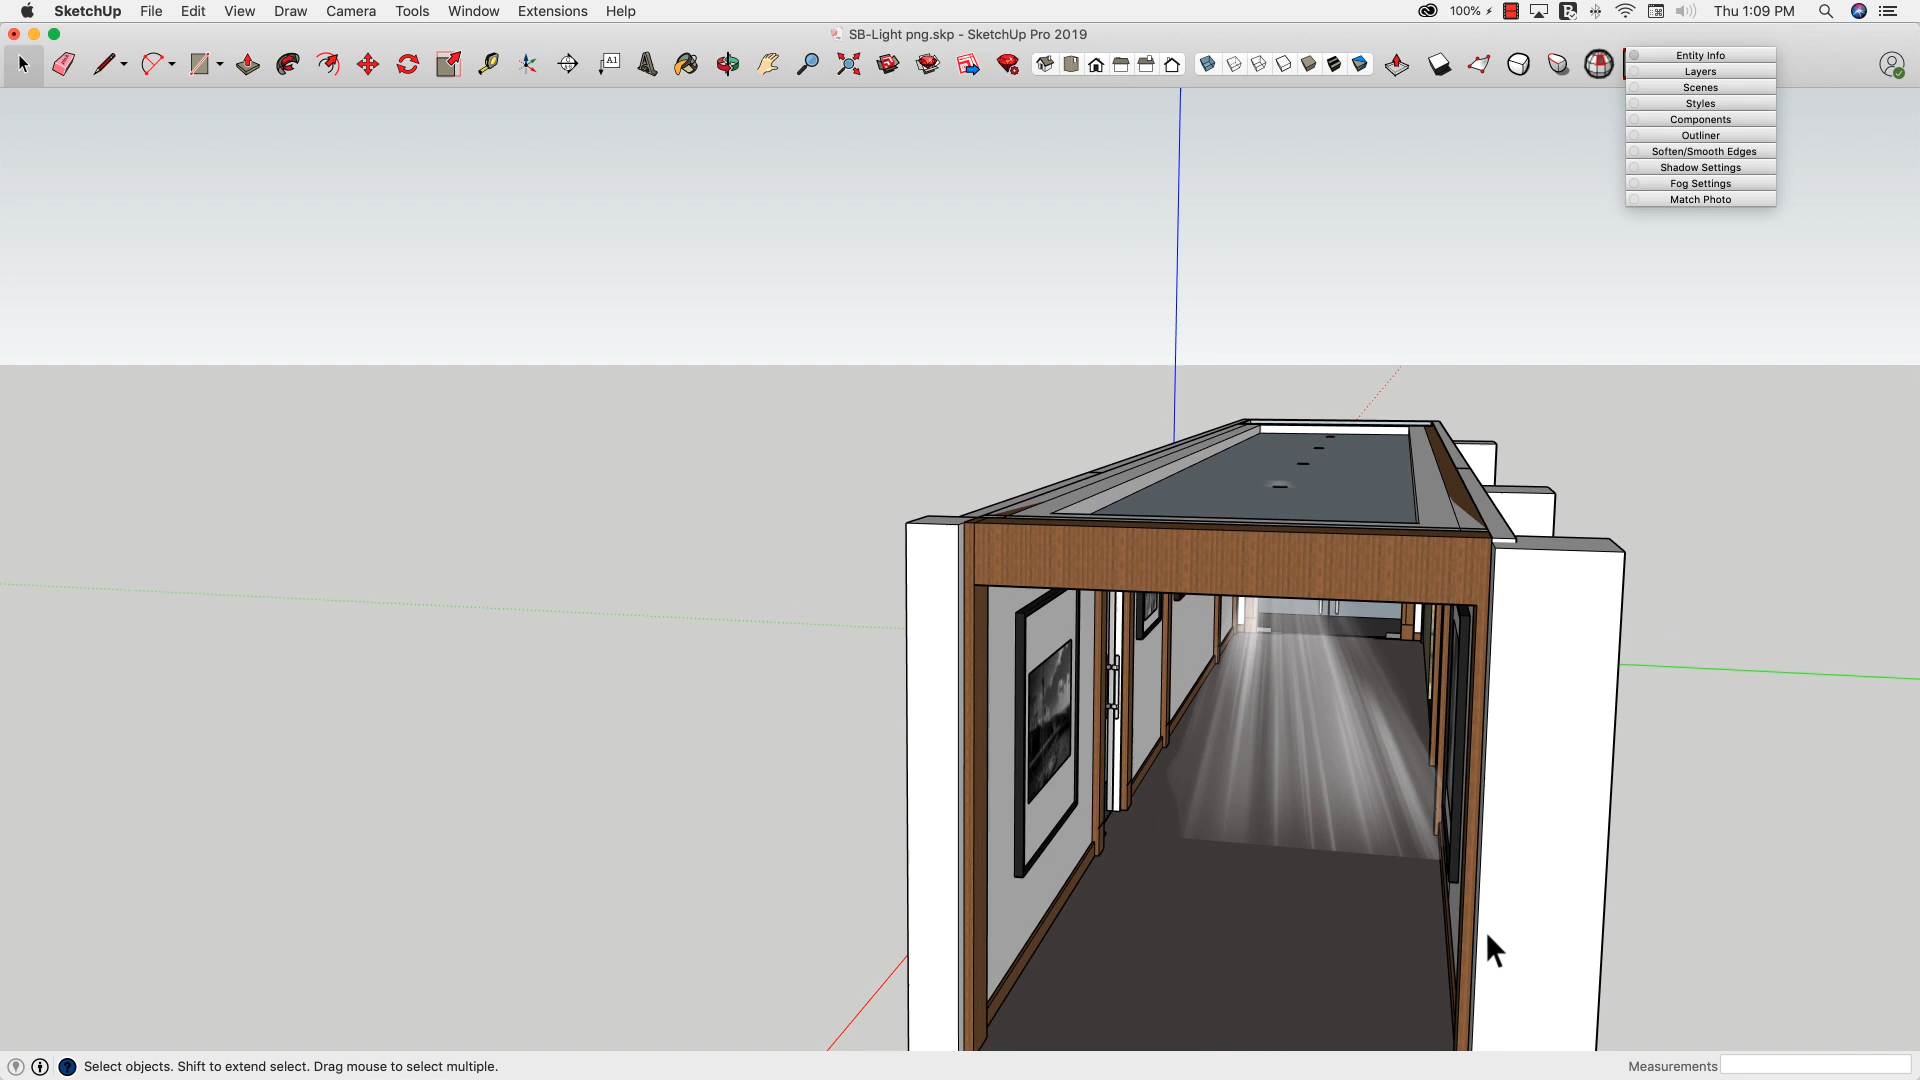 SketchUp File Edit View Draw Camera Tools Window Extensions Help 100% Thu 1:09 PM
SB-Light png.skp - SketchUp Pro 2019
A1
Entity Info
Layers
Scenes
Styles
Components
Outliner
Soften/Smooth Edges
Shadow Settings
Fog Settings
Match Photo
Select objects. Shift to extend select. Drag mouse to select multiple. Measurements